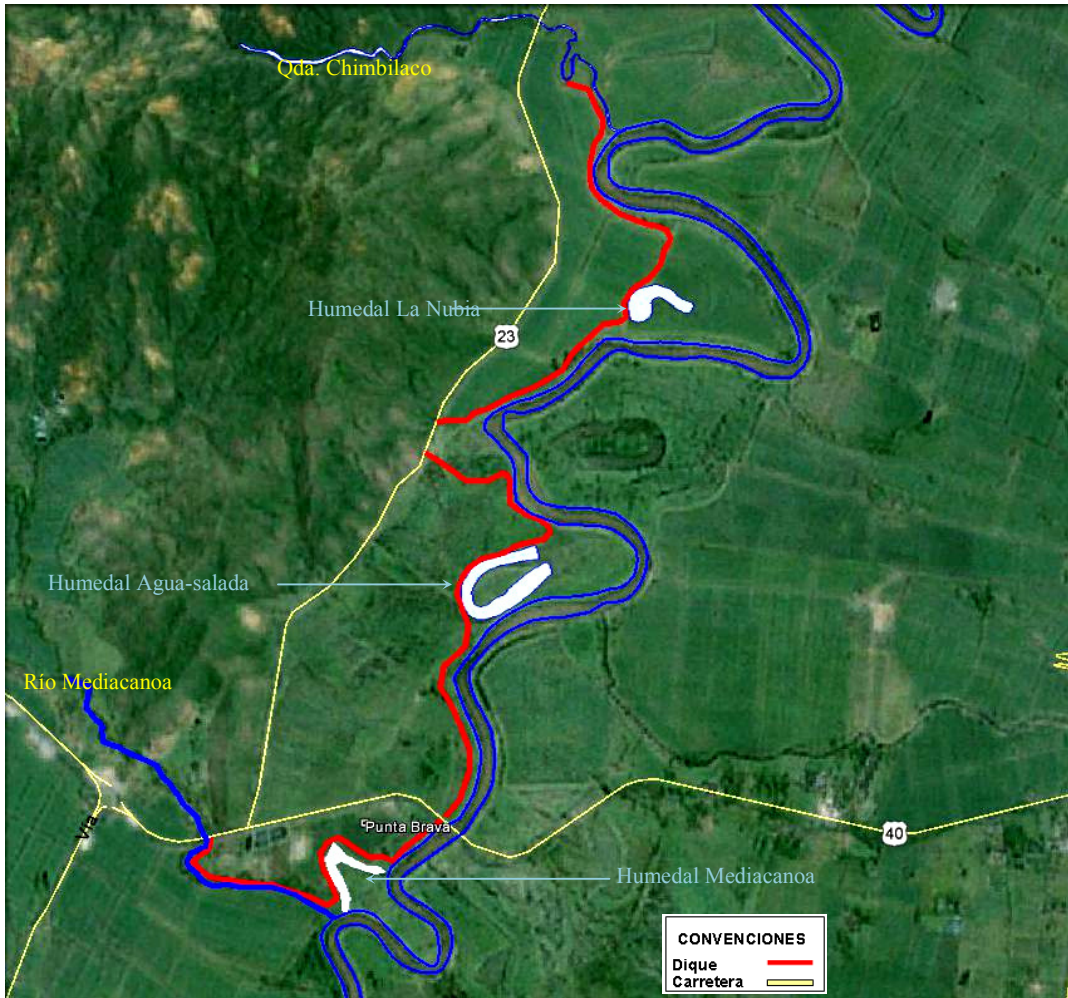 Qda. Chimbilaco
Humedal La Nubia
23
Humedal Agua-salada
Río Mediacanoa
Vía
Punta Brava
40
Humedal Mediacanoa
CONVENCIONES
Dique
Carretera